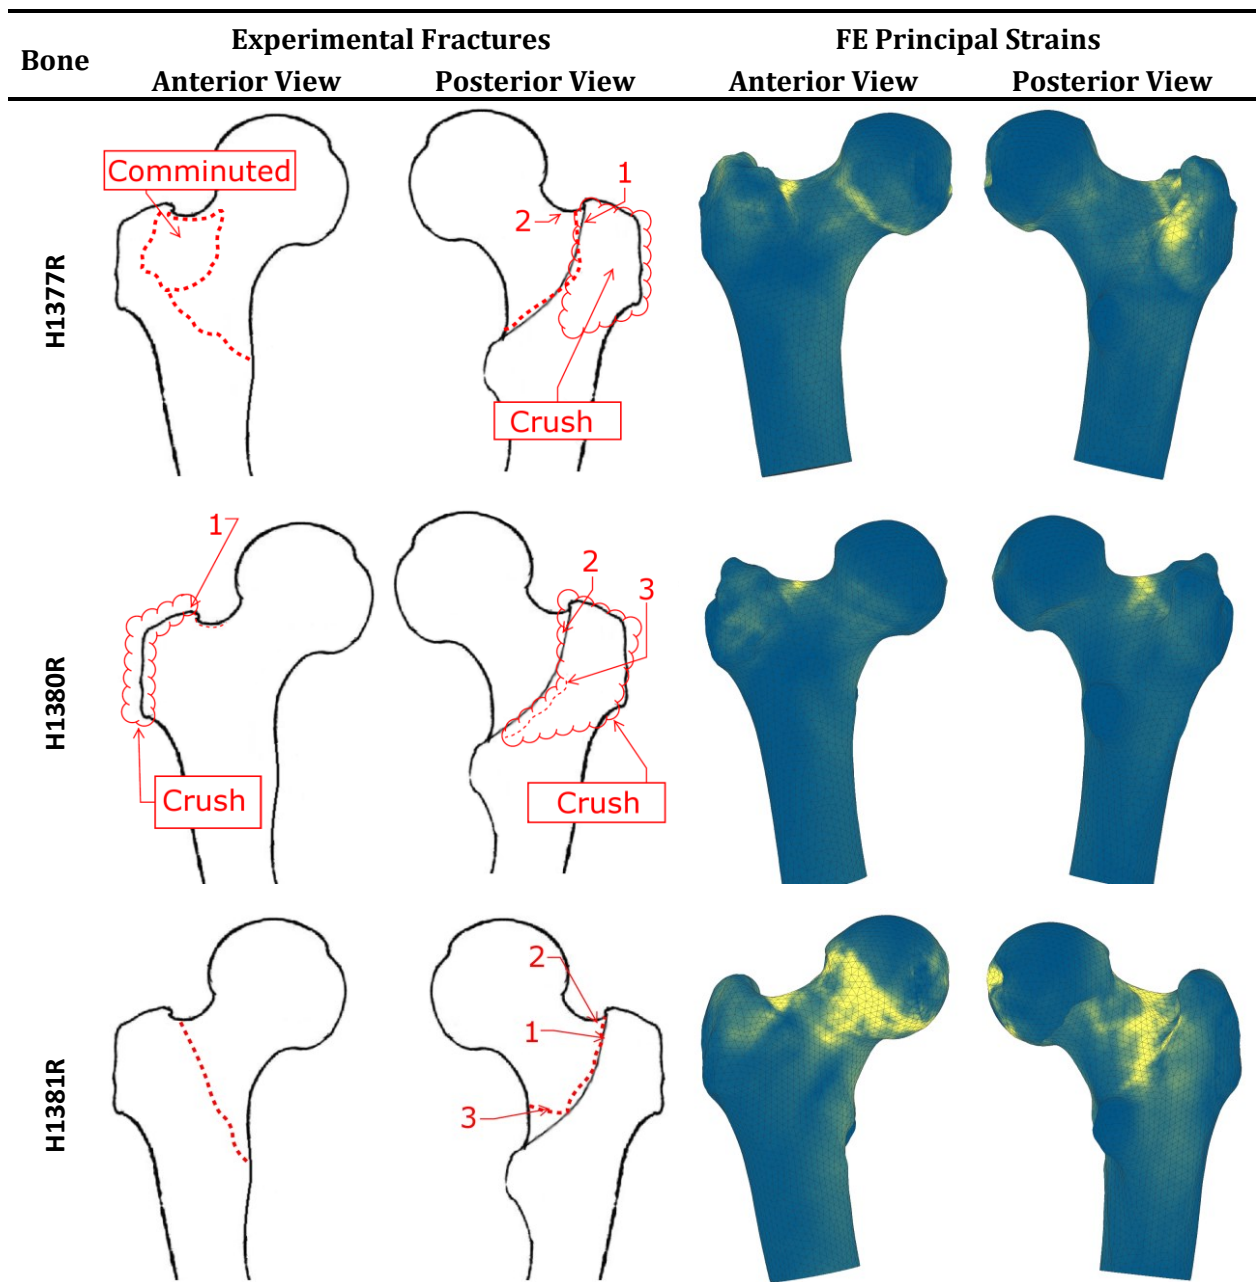 Bone
Experimental Fractures
FE Principal Strains
Anterior View
Posterior View
Anterior View
Posterior View
H1377R
Comminuted
1
2
Crush
H1380R
1
Crush
2
3
Crush
H1381R
2
1
3